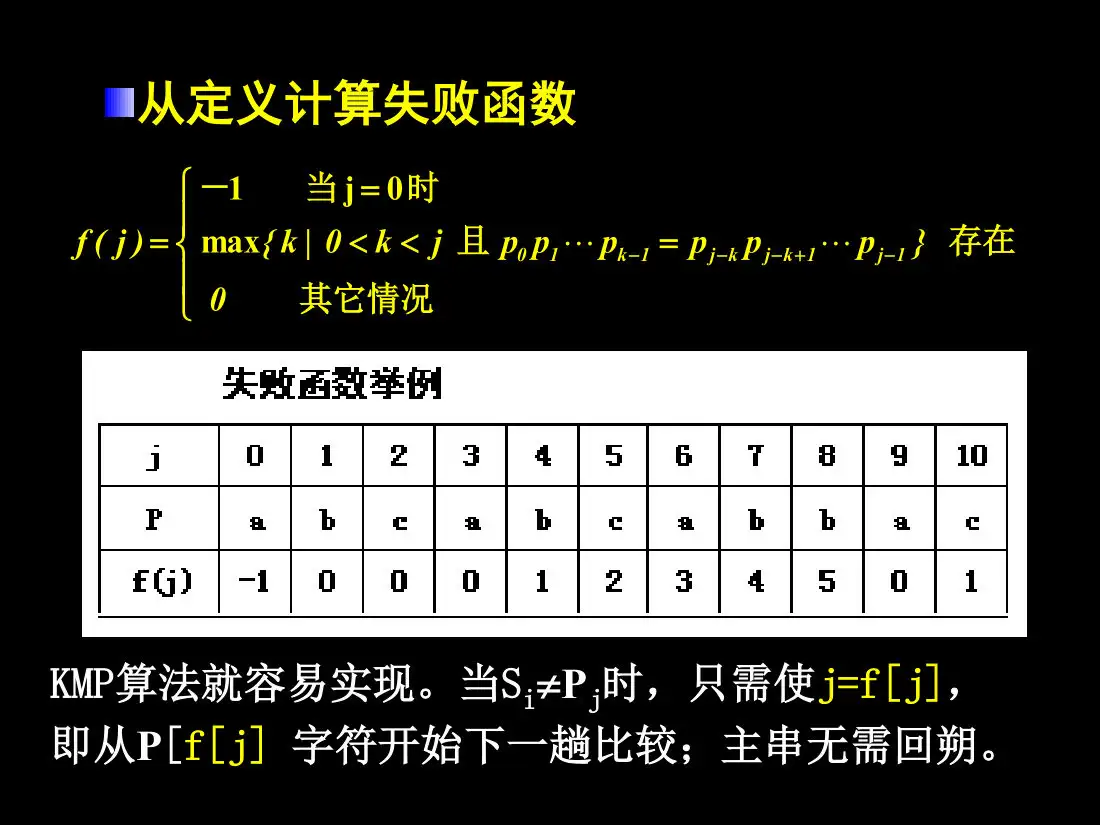 从定义计算失败函数
－1 当 j = 0 时
f ( j ) = max{ k | 0 < k < j 且 p0 p1 ··· pk−1 = pj−k pj−k+1 ··· pj−1 } 存在
0 其它情况
失败函数举例
j 0 1 2 3 4 5 6 7 8 9 10
P a b c a b c a b b a c
f(j) -1 0 0 0 1 2 3 4 5 0 1
KMP算法就容易实现。当Si≠Pj时，只需使j=f[j]，
即从P[f[j] 字符开始下一趟比较；主串无需回朔。